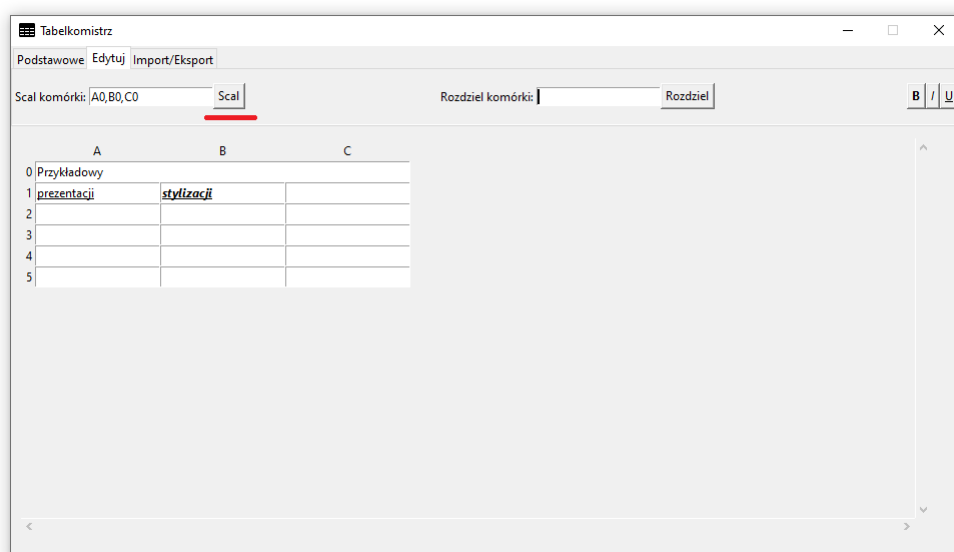 Tabelkomistrz
Podstawowe Edytuj Import/Eksport
Scal komórki: A0,B0,C0 Scal Rozdziel komórki: Rozdziel B I U
A B C
0 Przykładowy
1 prezentacji stylizacji
2
3
4
5